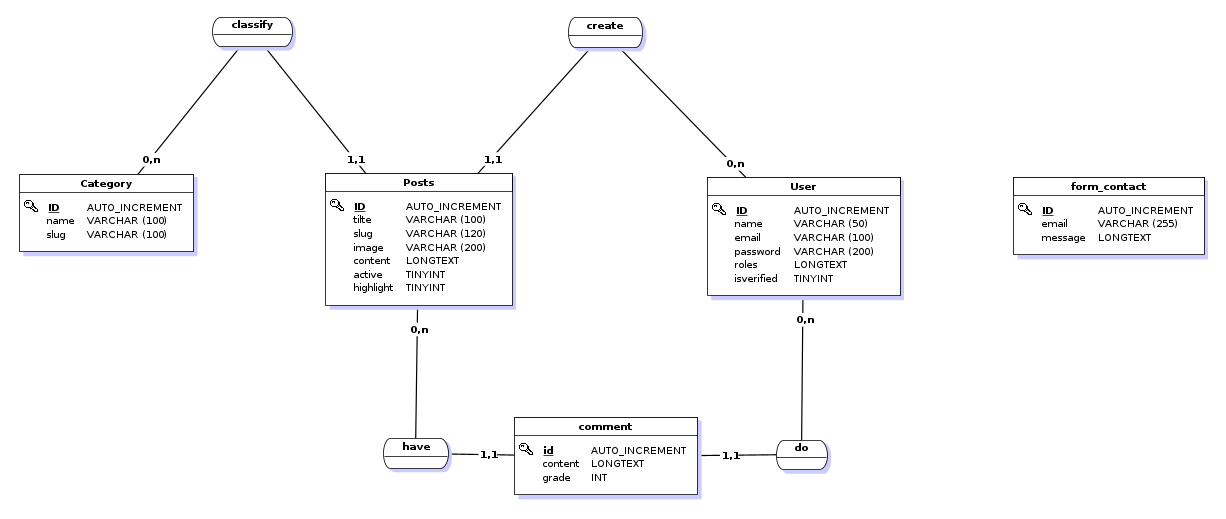 classify
create
0,n
1,1
1,1
0,n
Category
ID AUTO_INCREMENT
name VARCHAR (100)
slug VARCHAR (100)
Posts
ID AUTO_INCREMENT
tilte VARCHAR (100)
slug VARCHAR (120)
image VARCHAR (200)
content LONGTEXT
active TINYINT
highlight TINYINT
User
ID AUTO_INCREMENT
name VARCHAR (50)
email VARCHAR (100)
password VARCHAR (200)
roles LONGTEXT
isverified TINYINT
form_contact
ID AUTO_INCREMENT
email VARCHAR (255)
message LONGTEXT
0,n
0,n
have
1,1
comment
id AUTO_INCREMENT
content LONGTEXT
grade INT
1,1
do